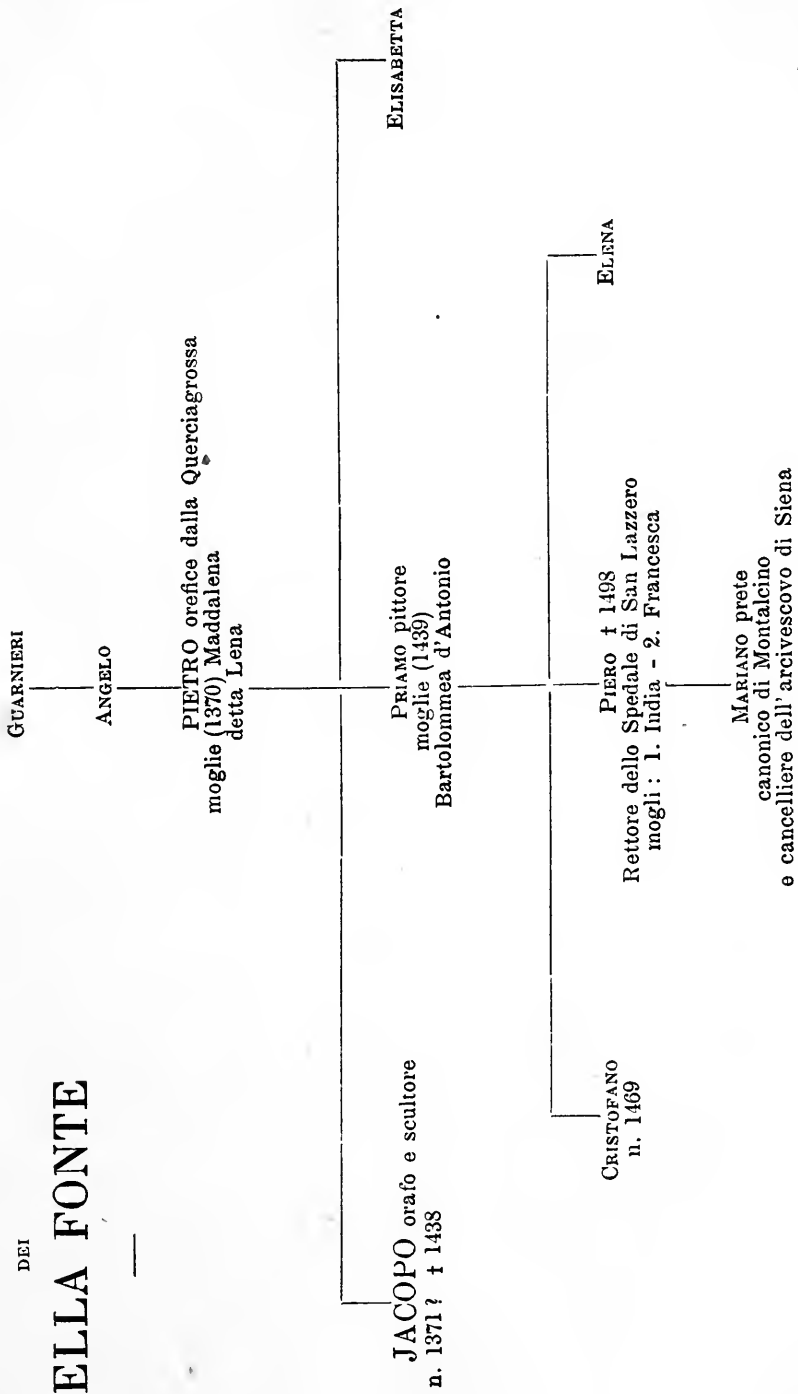 DEI
ELLA FONTE
GUARNIERI
ANGELO
PIETRO orefice dalla Querciagrossa
moglie (1370) Maddalena
detta Lena
JACOPO orafo e scultore
n. 1371? † 1438
PRIAMO pittore
moglie (1439)
Bartolommea d'Antonio
ELISABETTA
CRISTOFANO
n. 1469
PIERO † 1498
Rettore dello Spedale di San Lazzero
mogli: 1. India - 2. Francesca
ELENA
MARIANO prete
canonico di Montalcino
e cancelliere dell'arcivescovo di Siena